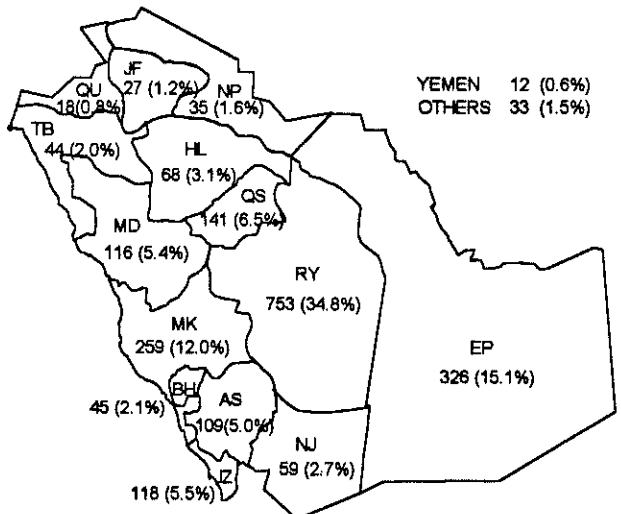 JF
27 (1.2%)
QU
18(0.8%)
NP
35 (1.6%)
YEMEN 12 (0.6%)
OTHERS 33 (1.5%)
TB
44 (2.0%)
HL
68 (3.1%)
QS
141 (6.5%)
MD
116 (5.4%)
RY
753 (34.8%)
MK
259 (12.0%)
EP
326 (15.1%)
BH
45 (2.1%)
AS
109(5.0%)
NJ
59 (2.7%)
IZ
118 (5.5%)